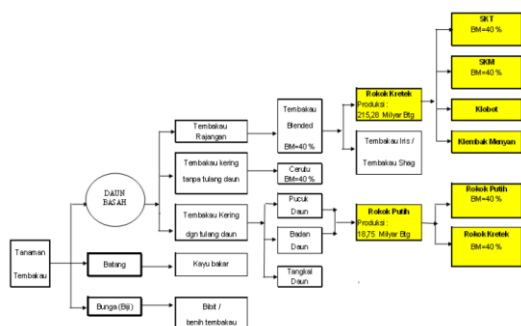 SKT
BM=40 %
SKM
BM=40 %
Klobot
Klembak Menyan
Rokok Kretek
Produksi :
215,28 Milyar Btg
Tembakau
Blended
BM=40 %
Tembakau
Rajangan
Tembakau Iris /
Tembakau Shag
Tembakau kering
tanpa tulang daun
Cerutu
BM=40 %
DAUN
BASAH
Tembakau Kering
dgn tulang daun
Pucuk
Daun
Badan
Daun
Tangkai
Daun
Rokok Putih
Produksi :
18,75 Milyar Btg
Rokok Putih
BM=40 %
Rokok Kretek
BM=40 %
Tanaman
Tembakau
Batang
Kayu bakar
Bunga (Biji)
Bibit /
benih tembakau